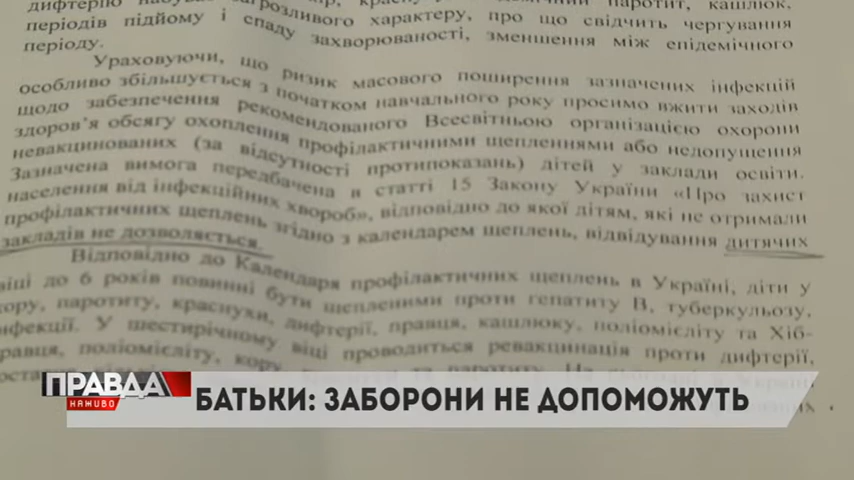 дифтерію набуває загрозливого характеру, про що свідчить чергування
періодів підйому і спаду захворюваності, зменшення між епідемічного
періоду.
Ураховуючи, що ризик масового поширення зазначених інфекцій
особливо збільшується з початком навчального року просимо вжити заходів
щодо забезпечення рекомендованого Всесвітньою організацією охорони
здоров'я обсягу охоплення профілактичними щепленнями або недопущення
невакцинованих (за відсутності протипоказань) дітей у заклади освіти.
Зазначена вимога передбачена в статті 15 Закону України «Про захист
населення від інфекційних хвороб», відповідно до якої дітям, які не отримали
профілактичних щеплень згідно з календарем щеплень, відвідування дитячих
закладів не дозволяється.
Відповідно до Календаря профілактичних щеплень в Україні, діти у
віці до 6 років повинні бути щепленими проти гепатиту В, туберкульозу,
кору, паротиту, краснухи, дифтерії, правця, кашлюку, поліомієліту та Хіб-
інфекції. У шестирічному віці проводиться ревакцинація проти дифтерії,
правця, поліомієліту, кору
ПРАВДА
НАЖИВО
БАТЬКИ: ЗАБОРОНИ НЕ ДОПОМОЖУТЬ